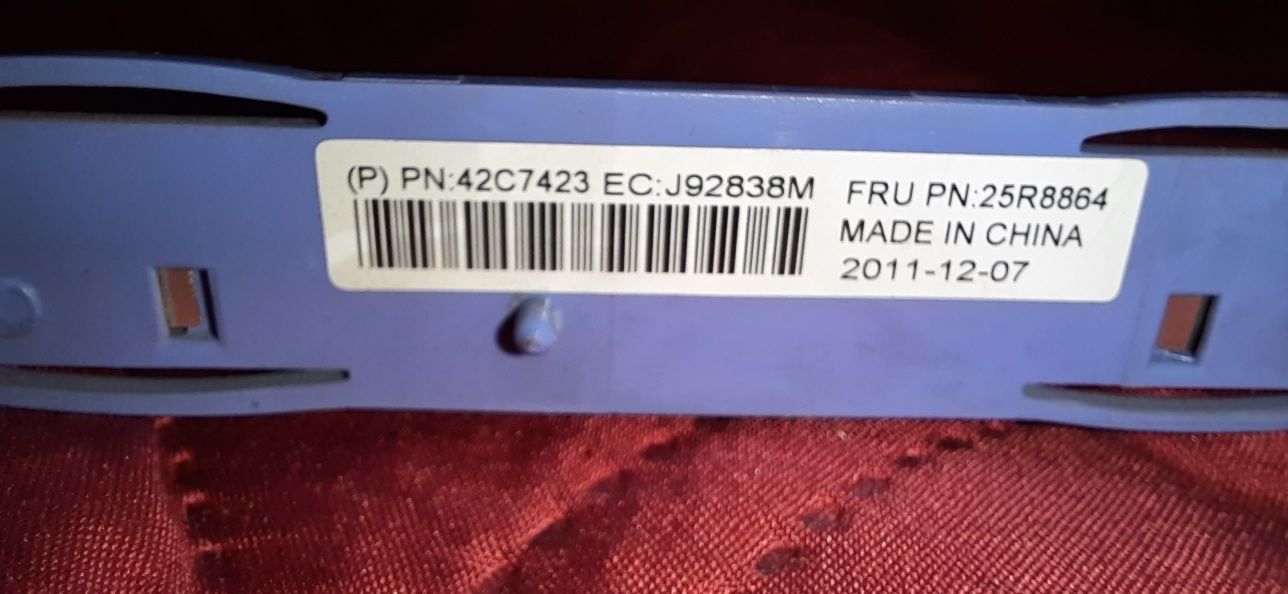 (P) PN:42C7423 EC:J92838M
FRU PN:25R8864
MADE IN CHINA
2011-12-07